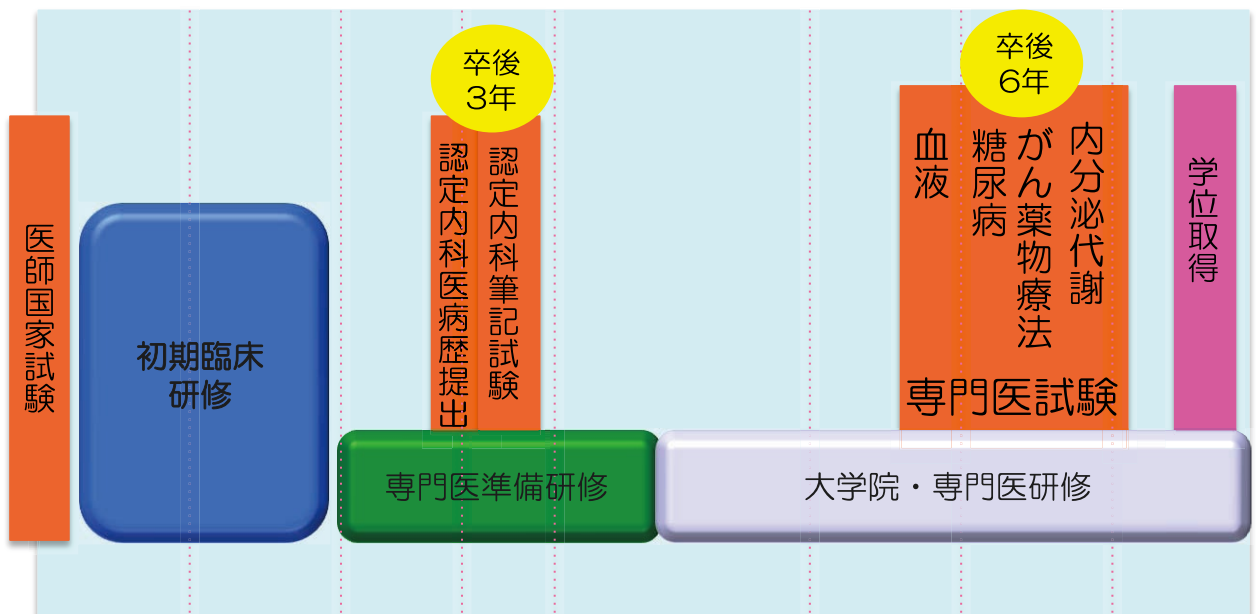 医師国家試験
初期臨床
研修
卒後
3年
認定内科医病歴提出
認定内科筆記試験
専門医準備研修
卒後
6年
血液
糖尿病
がん薬物療法
内分泌代謝
専門医試験
大学院・専門医研修
学位取得